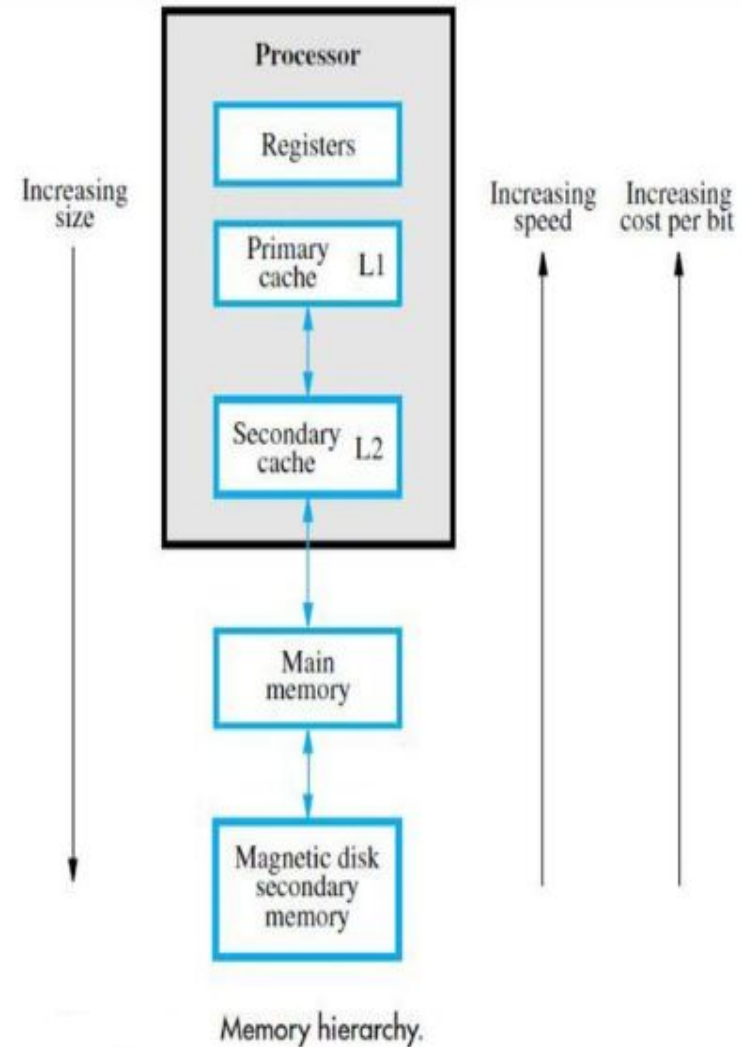 Processor
Registers
Increasing
size
Increasing
speed
Increasing
cost per bit
Primary
cache L1
Secondary
cache L2
Main
memory
Magnetic disk
secondary
memory
Memory hierarchy.